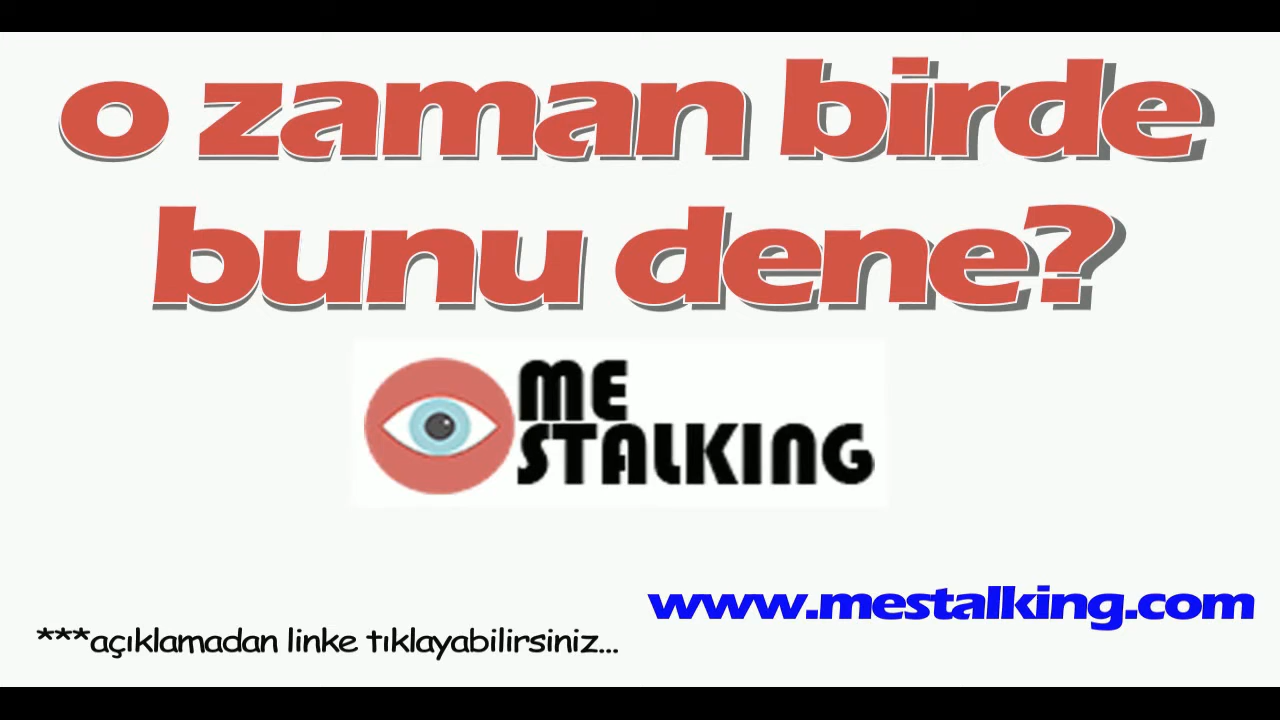 o zaman birde
bunu dene?
ME
STALKING
www.mestalking.com
***açıklamadan linke tıklayabilirsiniz...